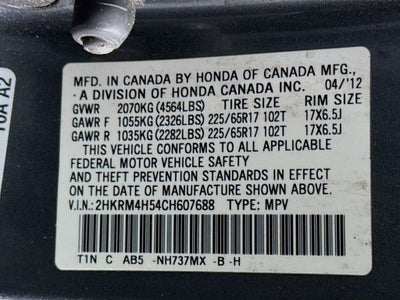 MFD. IN CANADA BY HONDA OF CANADA MFG.,
A DIVISION OF HONDA CANADA INC. 04/'12
GVWR 2070KG (4564LBS) TIRE SIZE RIM SIZE
GAWR F 1055KG (2326LBS) 225/65R17 102T 17X6.5J
GAWR R 1035KG (2282LBS) 225/65R17 102T 17X6.5J
THIS VEHICLE CONFORMS TO ALL APPLICABLE
FEDERAL MOTOR VEHICLE SAFETY AND
THEFT PREVENTION STANDARDS IN EFFECT ON
THE DATE OF MANUFACTURE SHOWN ABOVE.
V.I.N.: 2HKRM4H54CH607688 TYPE: MPV
T1N C AB5 -NH737MX -B -H
10A A2